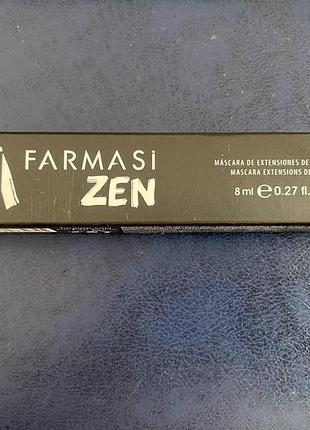 FARMASi
ZEN
MÁSCARA DE EXTENSIONES DE
MASCARA EXTENSIONS DE
8 ml ℮ 0.27 fl.